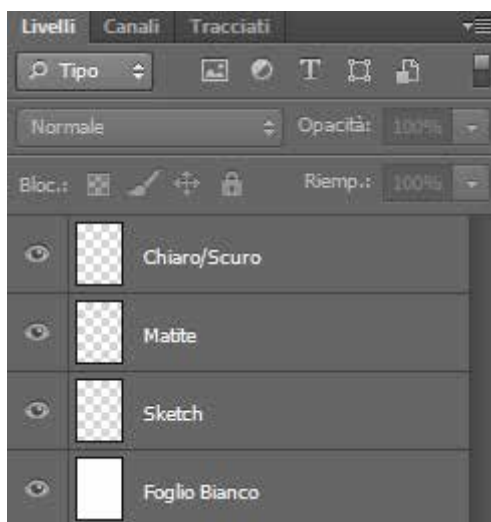 Livelli Canali Tracciati
Tipo
Normale Opacità: 100%
Bloc.: Riemp.: 100%
Chiaro/Scuro
Matite
Sketch
Foglio Bianco